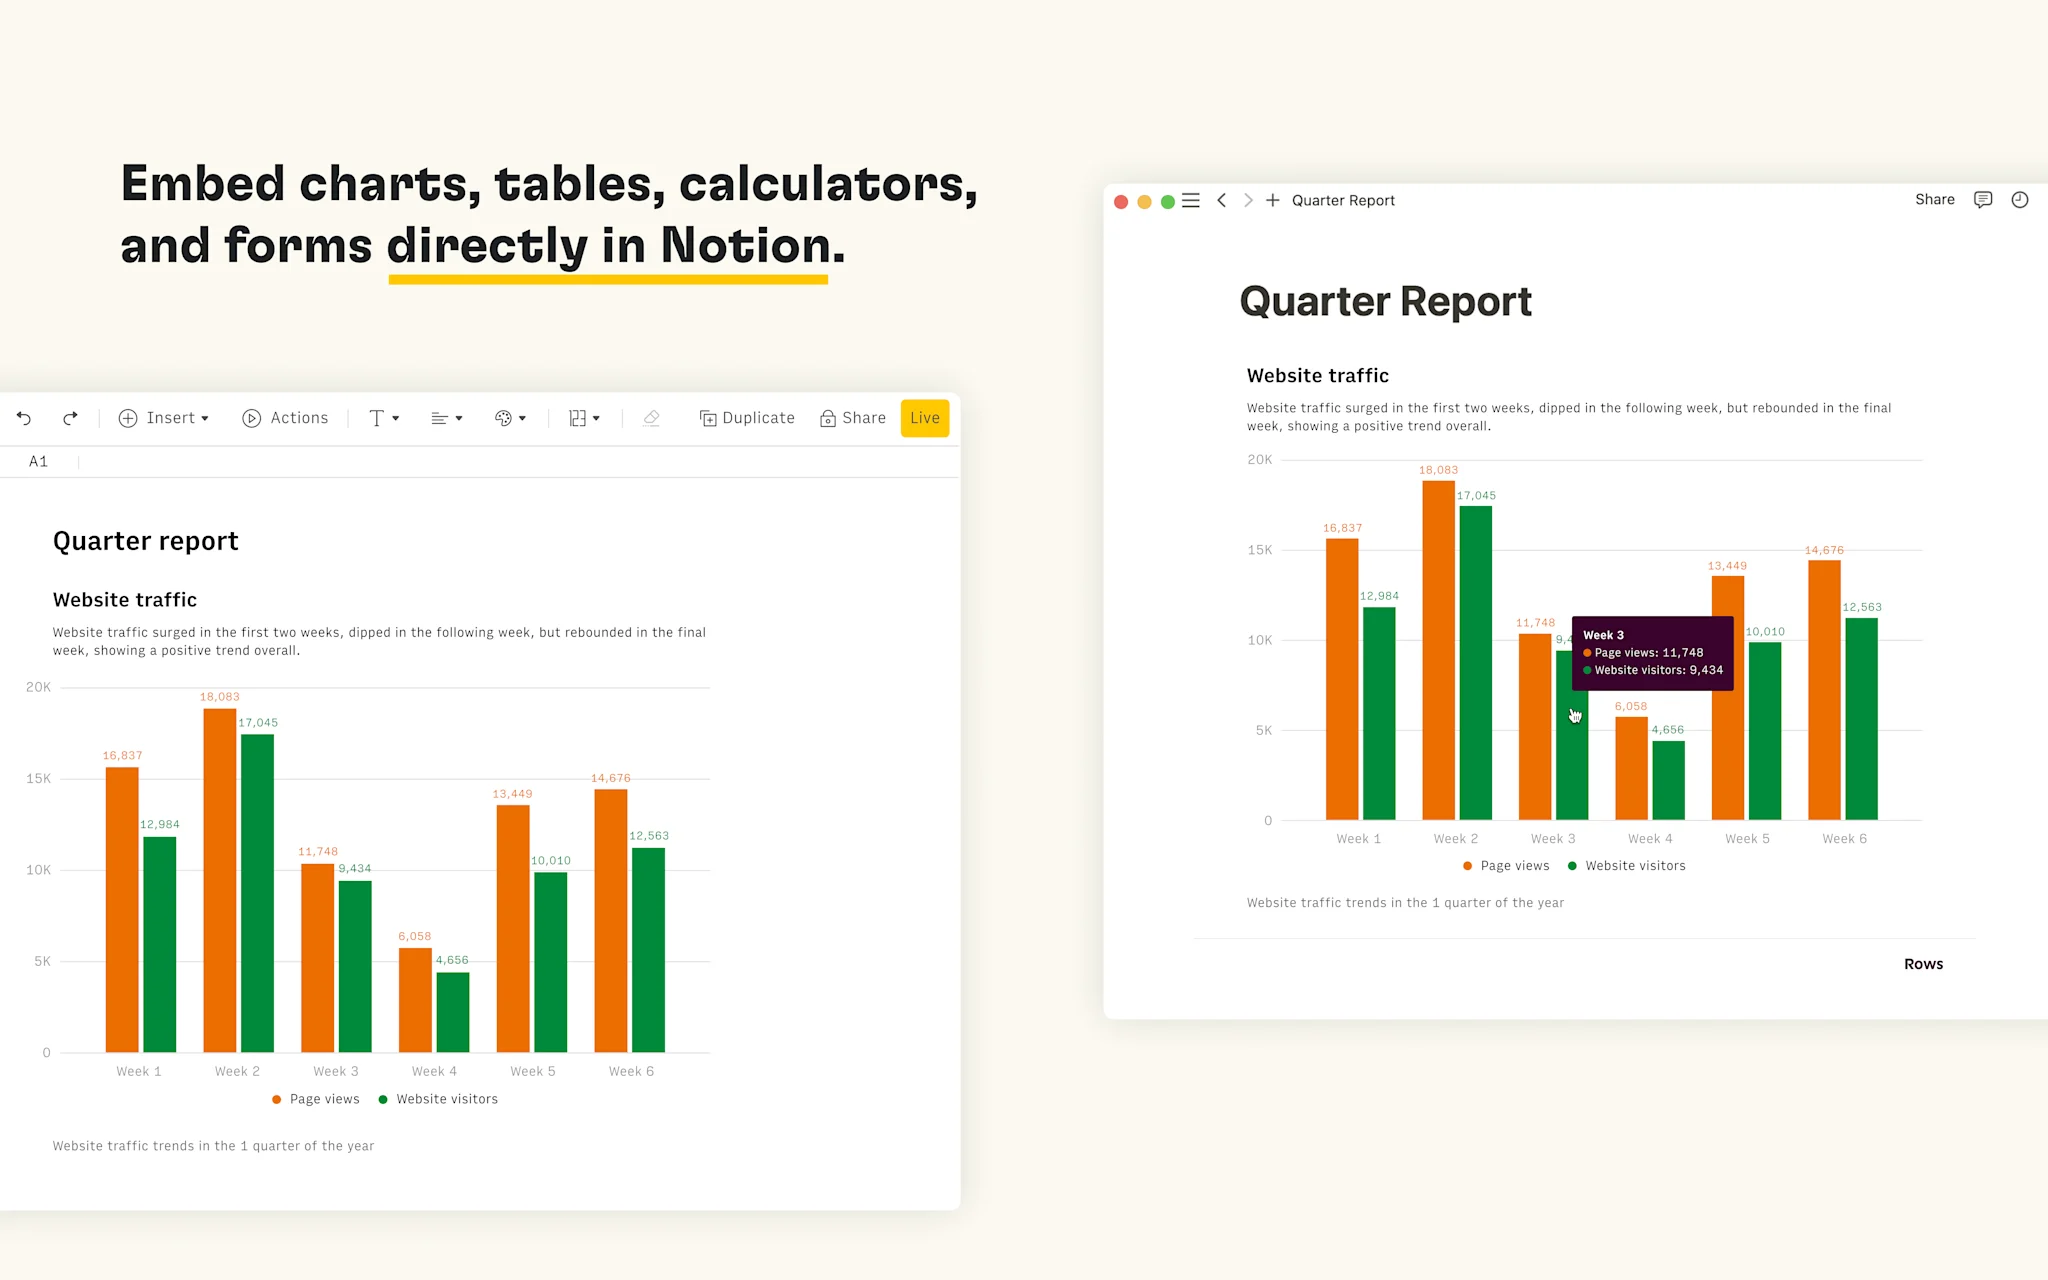 Embed charts, tables, calculators,
and forms directly in Notion.
Insert Actions T Duplicate Share Live
A1
Quarter report
Website traffic
Website traffic surged in the first two weeks, dipped in the following week, but rebounded in the final
week, showing a positive trend overall.
20K
18,083
17,045
16,837
15K
14,676
13,449
12,984
12,563
11,748
10,010
10K
9,434
6,058
5K
4,656
0
Week 1 Week 2 Week 3 Week 4 Week 5 Week 6
Page views Website visitors
Website traffic trends in the 1 quarter of the year
Quarter Report Share
Quarter Report
Website traffic
Website traffic surged in the first two weeks, dipped in the following week, but rebounded in the final
week, showing a positive trend overall.
20K
18,083
17,045
16,837
15K
14,676
13,449
12,984
12,563
11,748
10,010
10K
Week 3
Page views: 11,748
Website visitors: 9,434
6,058
5K
4,656
0
Week 1 Week 2 Week 3 Week 4 Week 5 Week 6
Page views Website visitors
Website traffic trends in the 1 quarter of the year
Rows